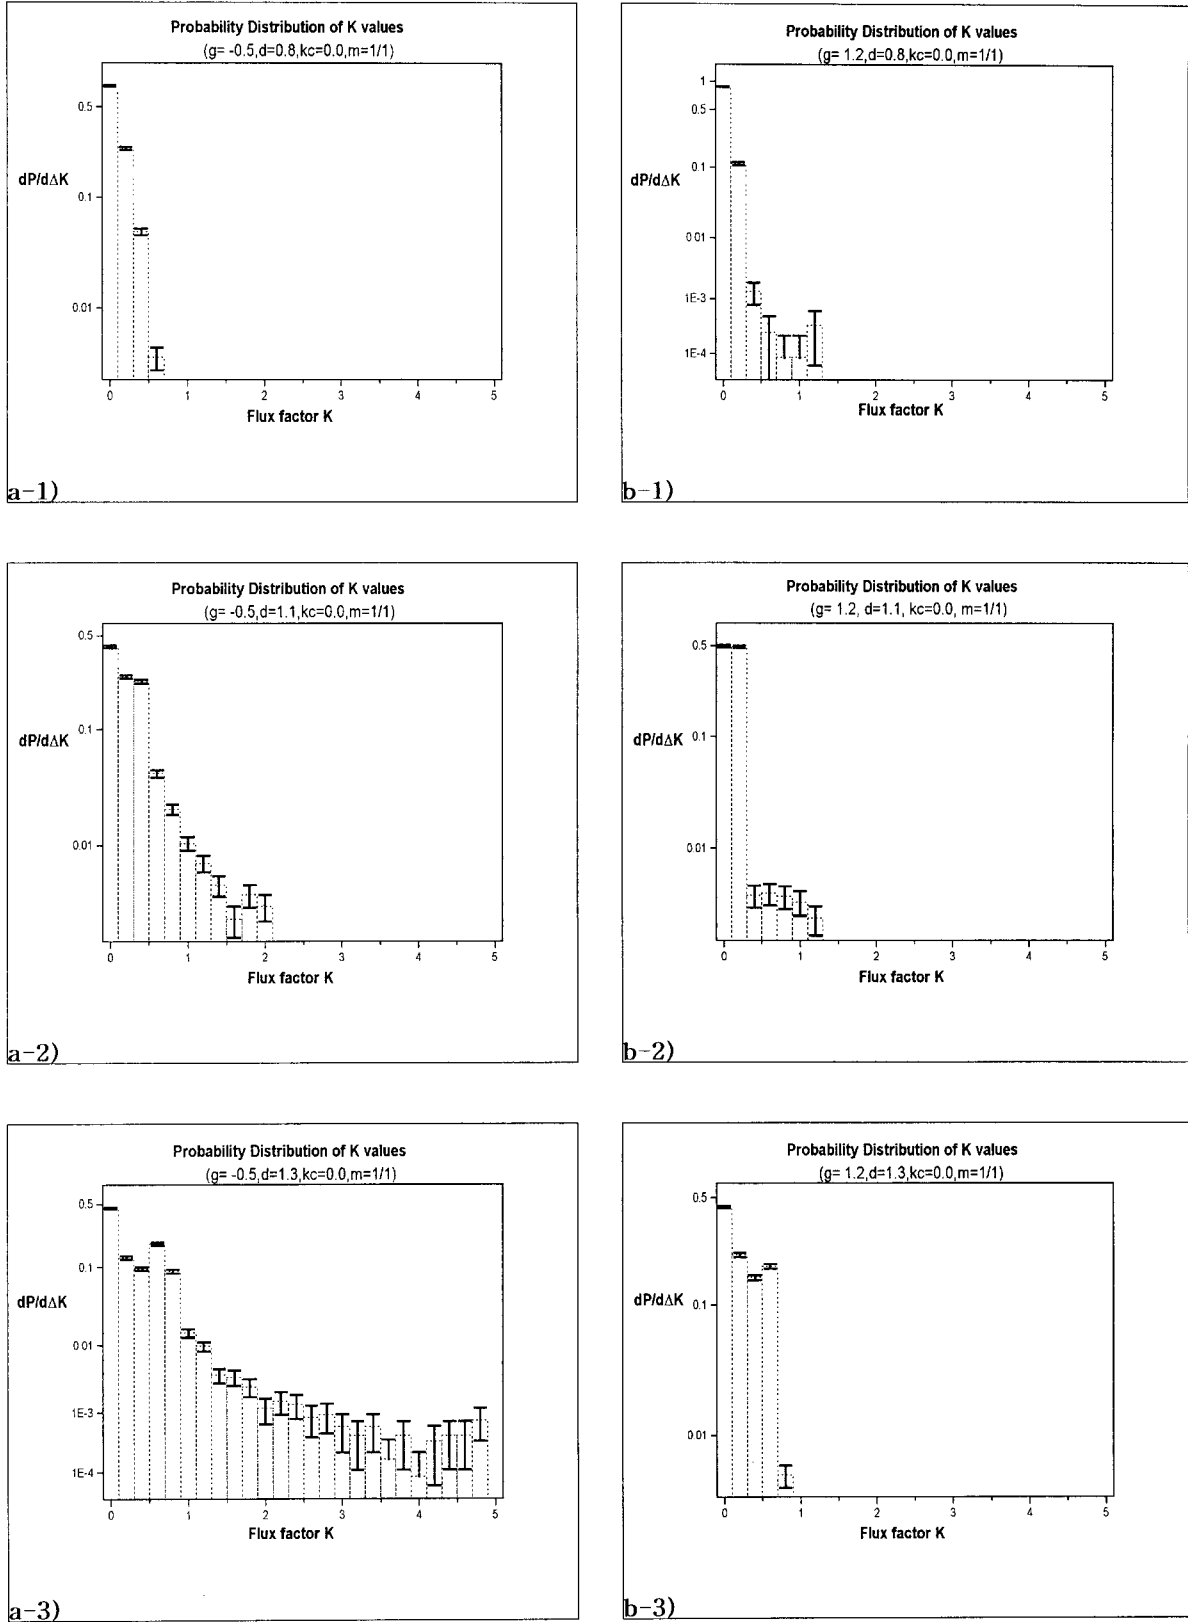 Probability Distribution of K values
(g= -0.5,d=0.8,kc=0.0,m=1/1)
0.5
dP/dΔK
0.1
0.01
0 1 2 3 4 5
Flux factor K
a-1)
Probability Distribution of K values
(g= 1.2,d=0.8,kc=0.0,m=1/1)
1
0.5
dP/dΔK
0.1
0.01
1E-3
1E-4
0 1 2 3 4 5
Flux factor K
b-1)
Probability Distribution of K values
(g= -0.5,d=1.1,kc=0.0,m=1/1)
0.5
dP/dΔK
0.1
0.01
0 1 2 3 4 5
Flux factor K
a-2)
Probability Distribution of K values
(g= 1.2, d=1.1, kc=0.0, m=1/1)
0.5
dP/dΔK
0.1
0.01
0 1 2 3 4 5
Flux factor K
b-2)
Probability Distribution of K values
(g= -0.5,d=1.3,kc=0.0,m=1/1)
0.5
0.1
dP/dΔK
0.01
1E-3
1E-4
0 1 2 3 4 5
Flux factor K
a-3)
Probability Distribution of K values
(g= 1.2,d=1.3,kc=0.0,m=1/1)
0.5
dP/dΔK
0.1
0.01
0 1 2 3 4 5
Flux factor K
b-3)